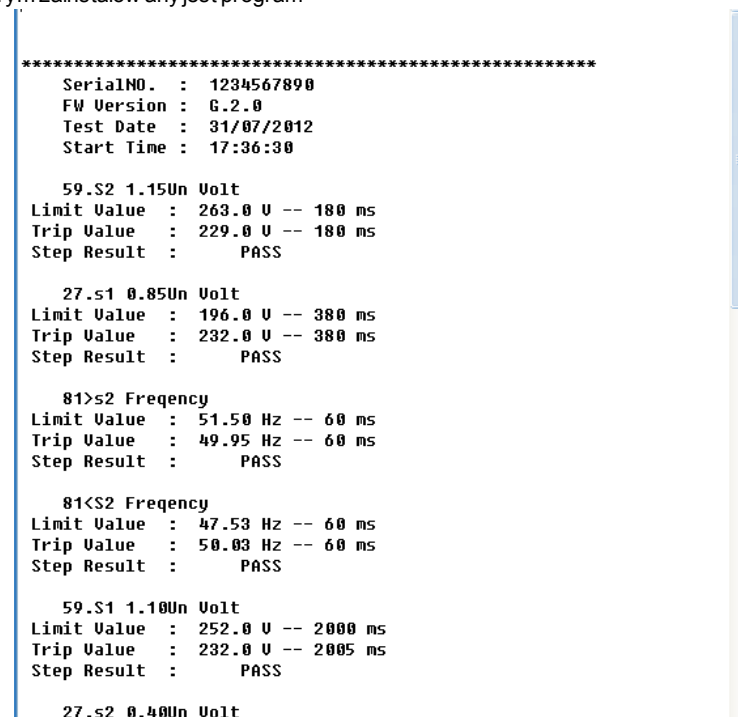 zainstalowany jest program
********************************************************
SerialNO. : 1234567890
FW Version : G.2.0
Test Date : 31/07/2012
Start Time : 17:36:30
59.S2 1.15Un Volt
Limit Value : 263.0 V -- 180 ms
Trip Value : 229.0 V -- 180 ms
Step Result : PASS
27.s1 0.85Un Volt
Limit Value : 196.0 V -- 380 ms
Trip Value : 232.0 V -- 380 ms
Step Result : PASS
81>s2 Freqency
Limit Value : 51.50 Hz -- 60 ms
Trip Value : 49.95 Hz -- 60 ms
Step Result : PASS
81<S2 Freqency
Limit Value : 47.53 Hz -- 60 ms
Trip Value : 50.03 Hz -- 60 ms
Step Result : PASS
59.S1 1.10Un Volt
Limit Value : 252.0 V -- 2000 ms
Trip Value : 232.0 V -- 2005 ms
Step Result : PASS
27.s2 0.40Un Volt